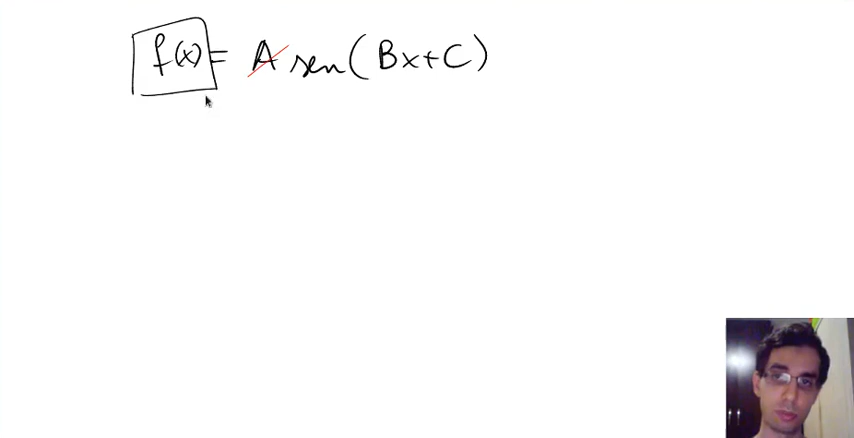 f(x) = A sen(Bx+C)